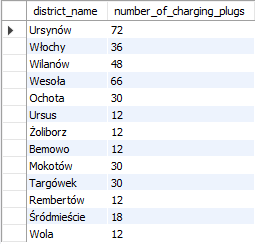 district_name number_of_charging_plugs
Ursynów 72
Włochy 36
Wilanów 48
Wesoła 66
Ochota 30
Ursus 12
Żoliborz 12
Bemowo 12
Mokotów 30
Targówek 30
Rembertów 12
Śródmieście 18
Wola 12